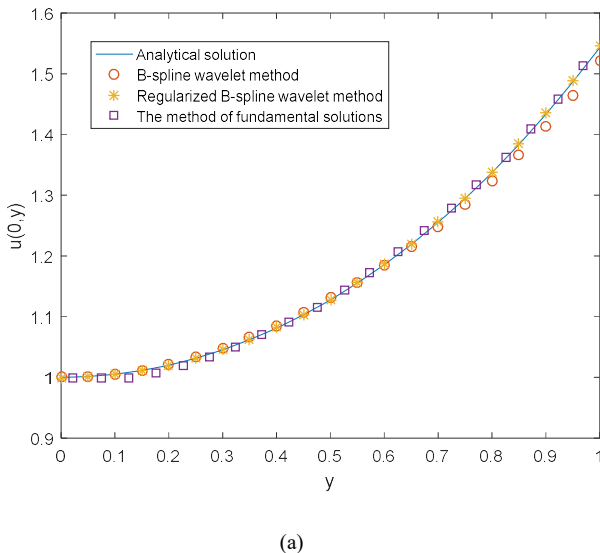 1.6
1.5
1.4
1.3
1.2
1.1
1
0.9
u(0,y)
Analytical solution
B-spline wavelet method
Regularized B-spline wavelet method
The method of fundamental solutions
0 0.1 0.2 0.3 0.4 0.5 0.6 0.7 0.8 0.9 1
y
(a)